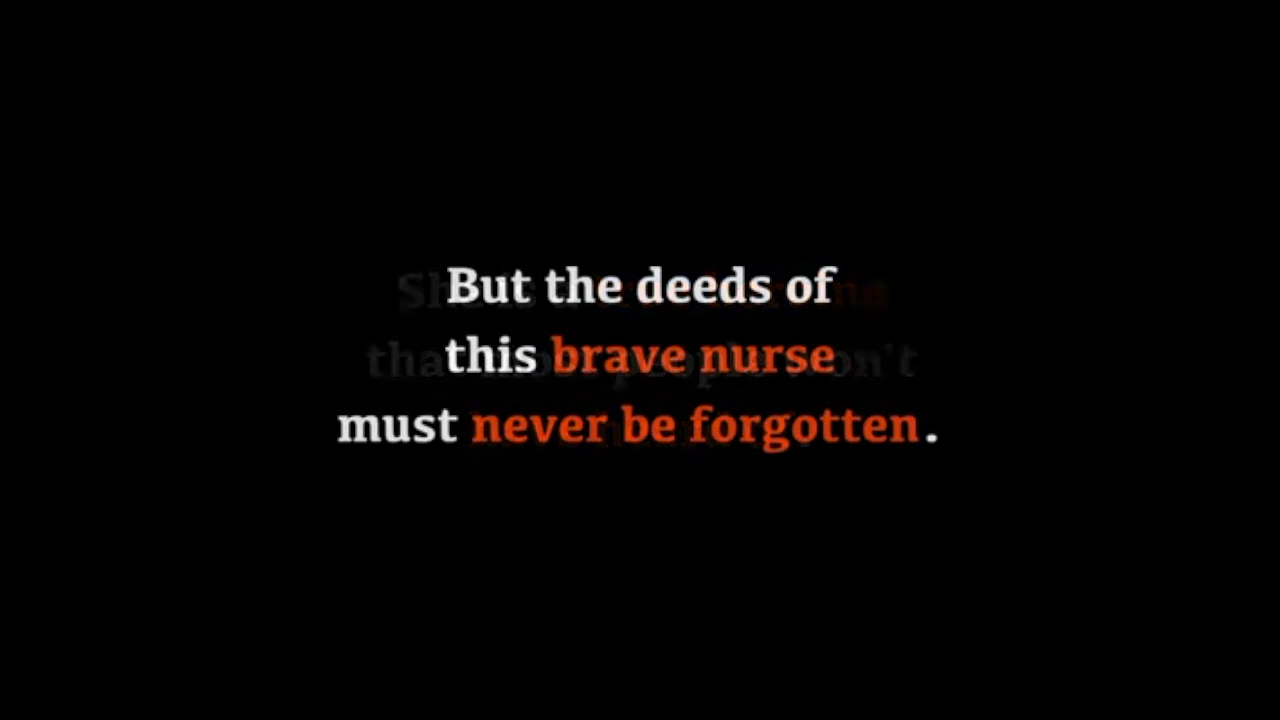 But the deeds of
this brave nurse
must never be forgotten.